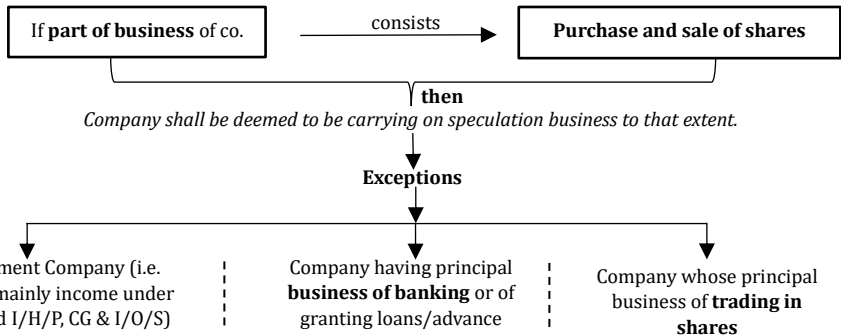 If part of business of co.
consists
Purchase and sale of shares
then
Company shall be deemed to be carrying on speculation business to that extent.
Exceptions
Company (i.e.
mainly income under
I/H/P, CG & I/O/S)
Company having principal
business of banking or of
granting loans/advance
Company whose principal
business of trading in
shares